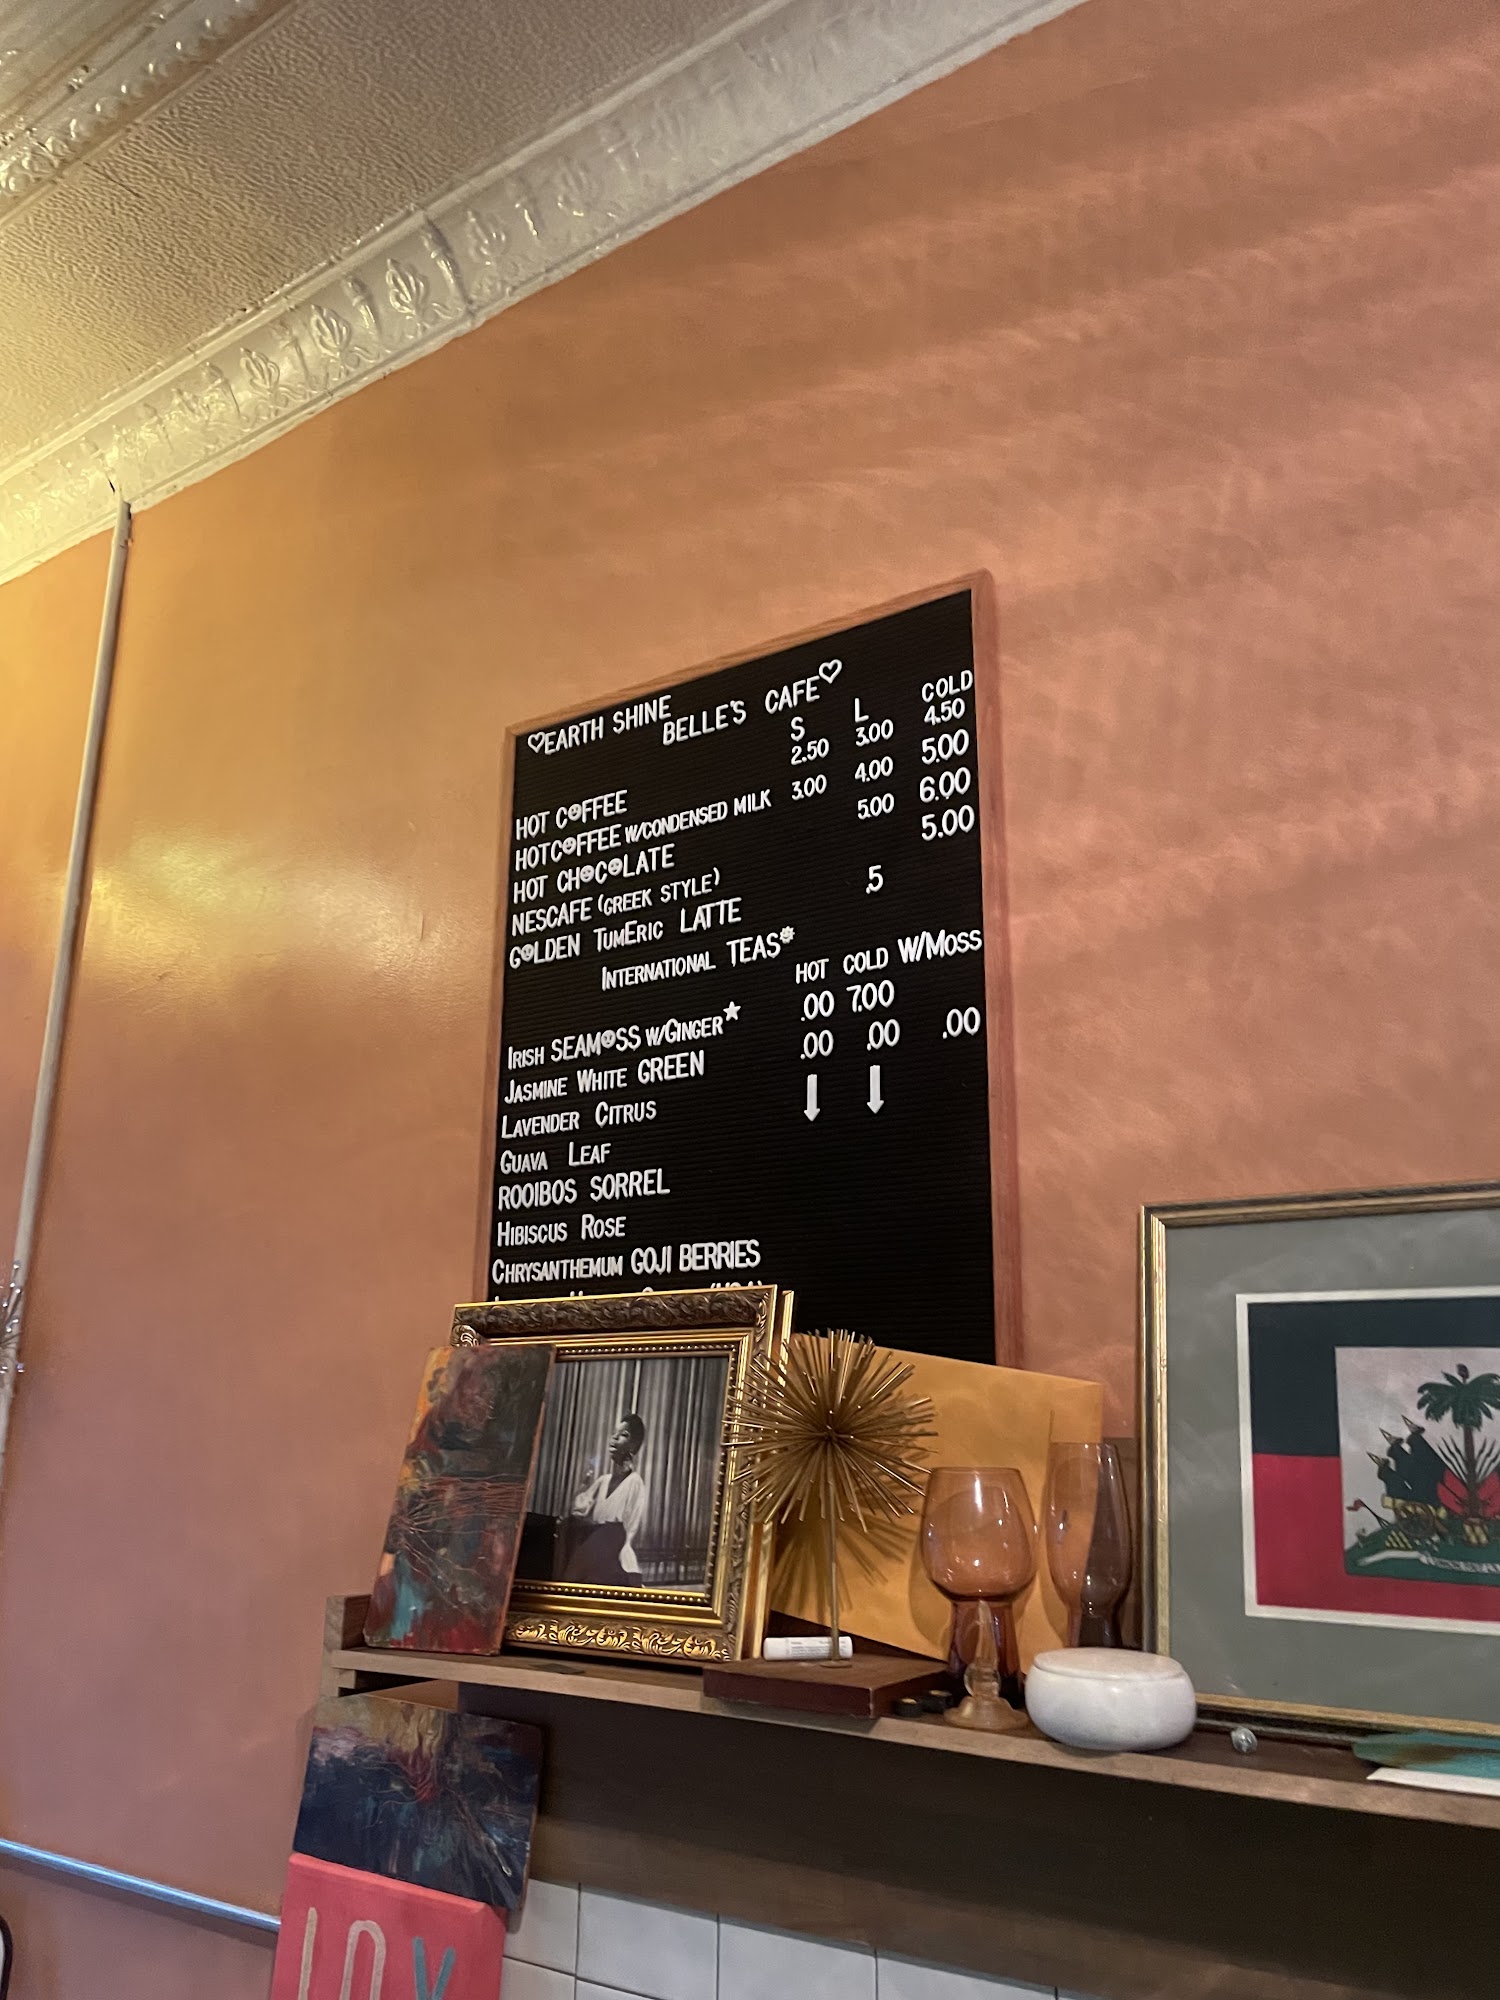 ♡EARTH SHINE
BELLE'S CAFE♡
S L COLD
HOT COFFEE 2.50 3.00 4.50
HOT COFFEE W/CONDENSED MILK 3.00 4.00 5.00
HOT CHOCOLATE 5.00 6.00
NESCAFE (GREEK STYLE) 5.00
GOLDEN TUMERIC LATTE .5
INTERNATIONAL TEAS
HOT COLD W/MOSS
IRISH SEAMOSS W/GINGER★ .00 7.00
JASMINE WHITE GREEN .00 .00 .00
LAVENDER CITRUS
GUAVA LEAF
ROOIBOS SORREL
HIBISCUS ROSE
CHRYSANTHEMUM GOJI BERRIES
JOY